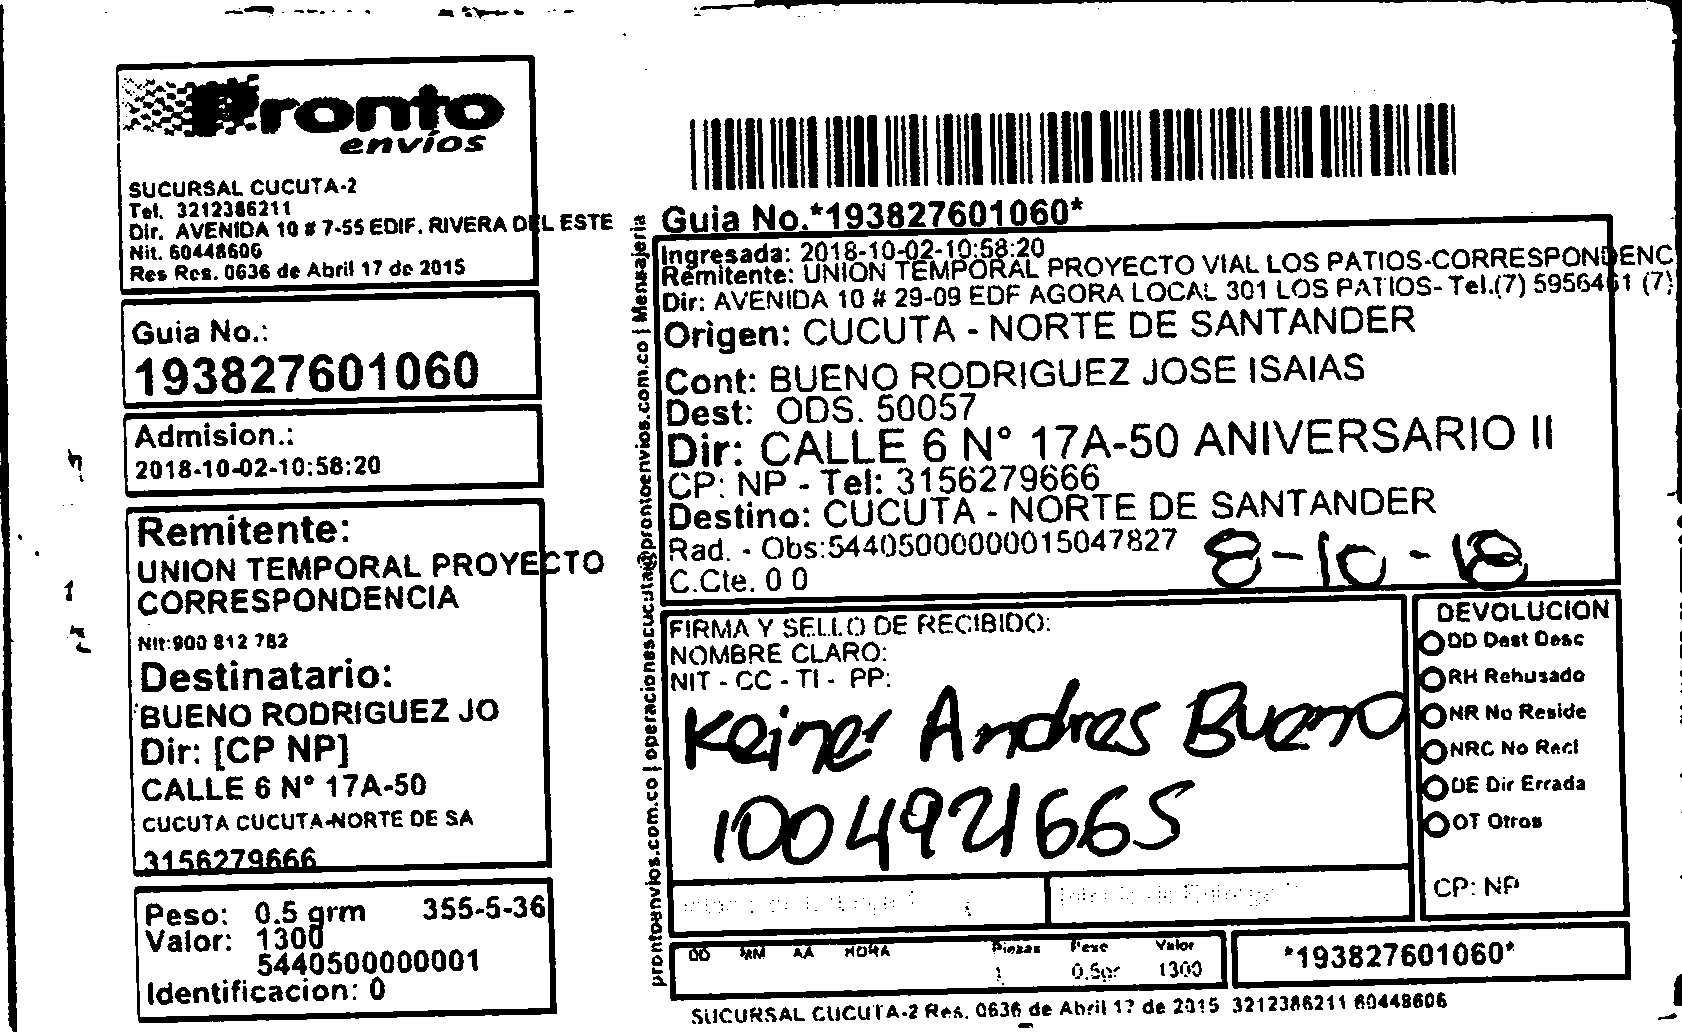 Pronto
envíos
SUCURSAL CUCUTA-2
Tel. 3212386211
Dir. AVENIDA 10 # 7-55 EDIF. RIVERA DEL ESTE
Nit. 60448606
Res Res. 0636 de Abril 17 de 2015
Guia No.:
193827601060
Admision.:
2018-10-02-10:58:20
Remitente:
UNION TEMPORAL PROYECTO
CORRESPONDENCIA
Nit:900 812 782
Destinatario:
BUENO RODRIGUEZ JO
Dir: [CP NP]
CALLE 6 N° 17A-50
CUCUTA CUCUTA-NORTE DE SA
3156279666
Peso: 0.5 grm 355-5-36
Valor: 1300
5440500000001
Identificacion: 0
prontoenvios.com.co | operacionescucuta@prontoenvios.com.co | Mensajeria
Guia No.*193827601060*
Ingresada: 2018-10-02-10:58:20
Remitente: UNION TEMPORAL PROYECTO VIAL LOS PATIOS-CORRESPONDENC
Dir: AVENIDA 10 # 29-09 EDF AGORA LOCAL 301 LOS PATIOS- Tel.(7) 5956461 (7)
Origen: CUCUTA - NORTE DE SANTANDER
Cont: BUENO RODRIGUEZ JOSE ISAIAS
Dest: ODS. 50057
Dir: CALLE 6 N° 17A-50 ANIVERSARIO II
CP: NP - Tel: 3156279666
Destino: CUCUTA - NORTE DE SANTANDER
Rad. - Obs:54405000000015047827
8-10-18
C.Cte. 0 0
FIRMA Y SELLO DE RECIBIDO:
NOMBRE CLARO:
NIT - CC - TI - PP:
Keiner Andres Bueno
1004921665
DEVOLUCION
DD Dest Desc
RH Rehusado
NR No Reside
NRC No Recl
DE Dir Errada
OT Otros
CP: NP
DD MM AA HORA Piezas Peso Valor
1 0.5gr 1300
*193827601060*
SUCURSAL CUCUTA-2 Res. 0636 de Abril 17 de 2015 3212386211 60448606